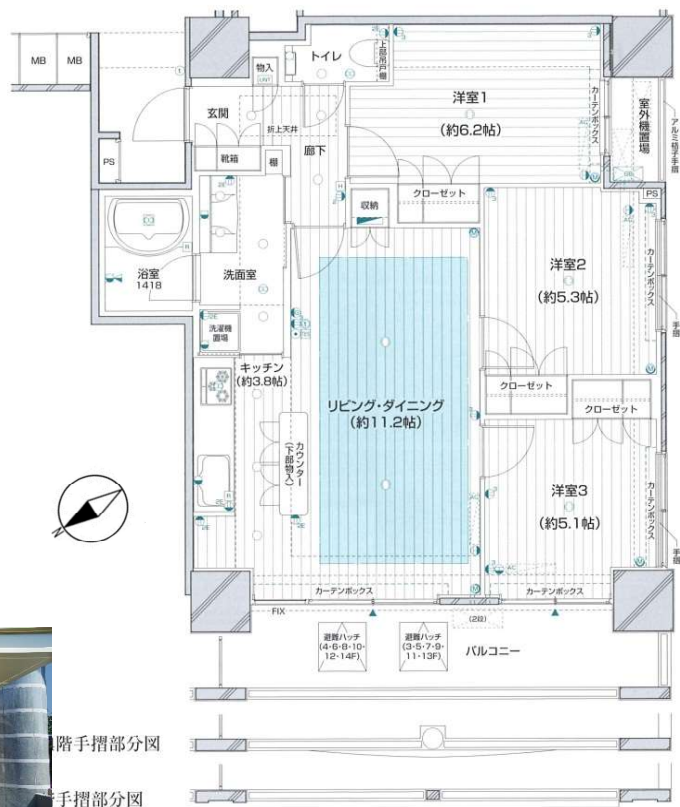 MB
MB
物入
トイレ
上部吊戸棚
洋室1
(約6.2帖)
カーテンボックス
室外機置場
アルミ格子手摺
玄関
折上天井
廊下
PS
靴箱
棚
収納
クローゼット
PS
浴室
1418
洗面室
洋室2
(約5.3帖)
カーテンボックス
手摺
洗濯機
置場
キッチン
(約3.8帖)
リビング・ダイニング
(約11.2帖)
カウンター
(下部物入)
クローゼット
クローゼット
洋室3
(約5.1帖)
カーテンボックス
手摺
カーテンボックス
カーテンボックス
FIX
(2段)
避難ハッチ
(4・6・8・10・
12・14F)
避難ハッチ
(3・5・7・9・
11・13F)
バルコニー
階手摺部分図
手摺部分図